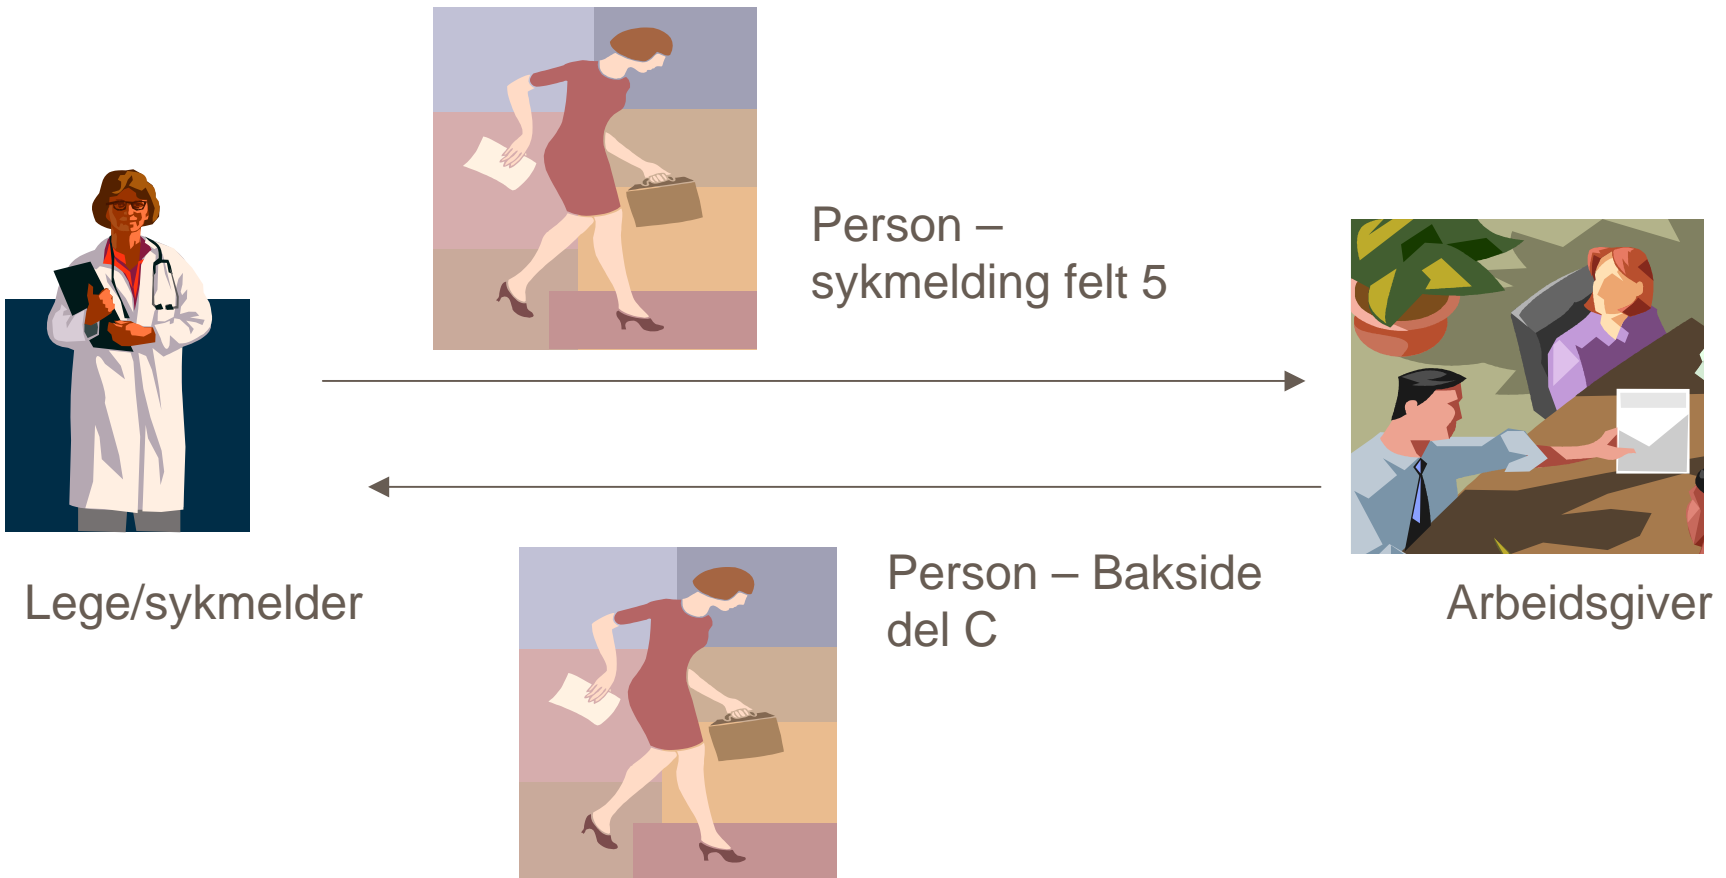 Person –
sykmelding felt 5
Lege/sykmelder
Person – Bakside
del C
Arbeidsgiver